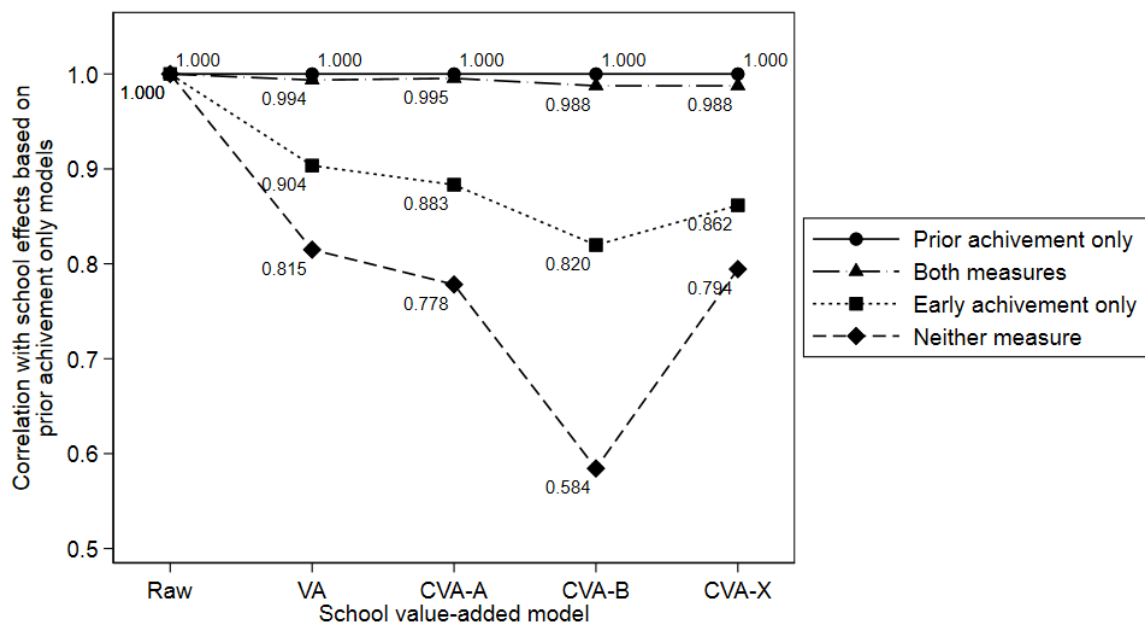 Correlation with school effects based on
prior achivement only models
1.0
0.9
0.8
0.7
0.6
0.5
1.000
1.000
1.000
1.000
1.000
1.000
0.994
0.995
0.988
0.988
0.904
0.883
0.820
0.862
0.815
0.778
0.584
0.794
Raw
VA
CVA-A
CVA-B
CVA-X
School value-added model
Prior achivement only
Both measures
Early achivement only
Neither measure